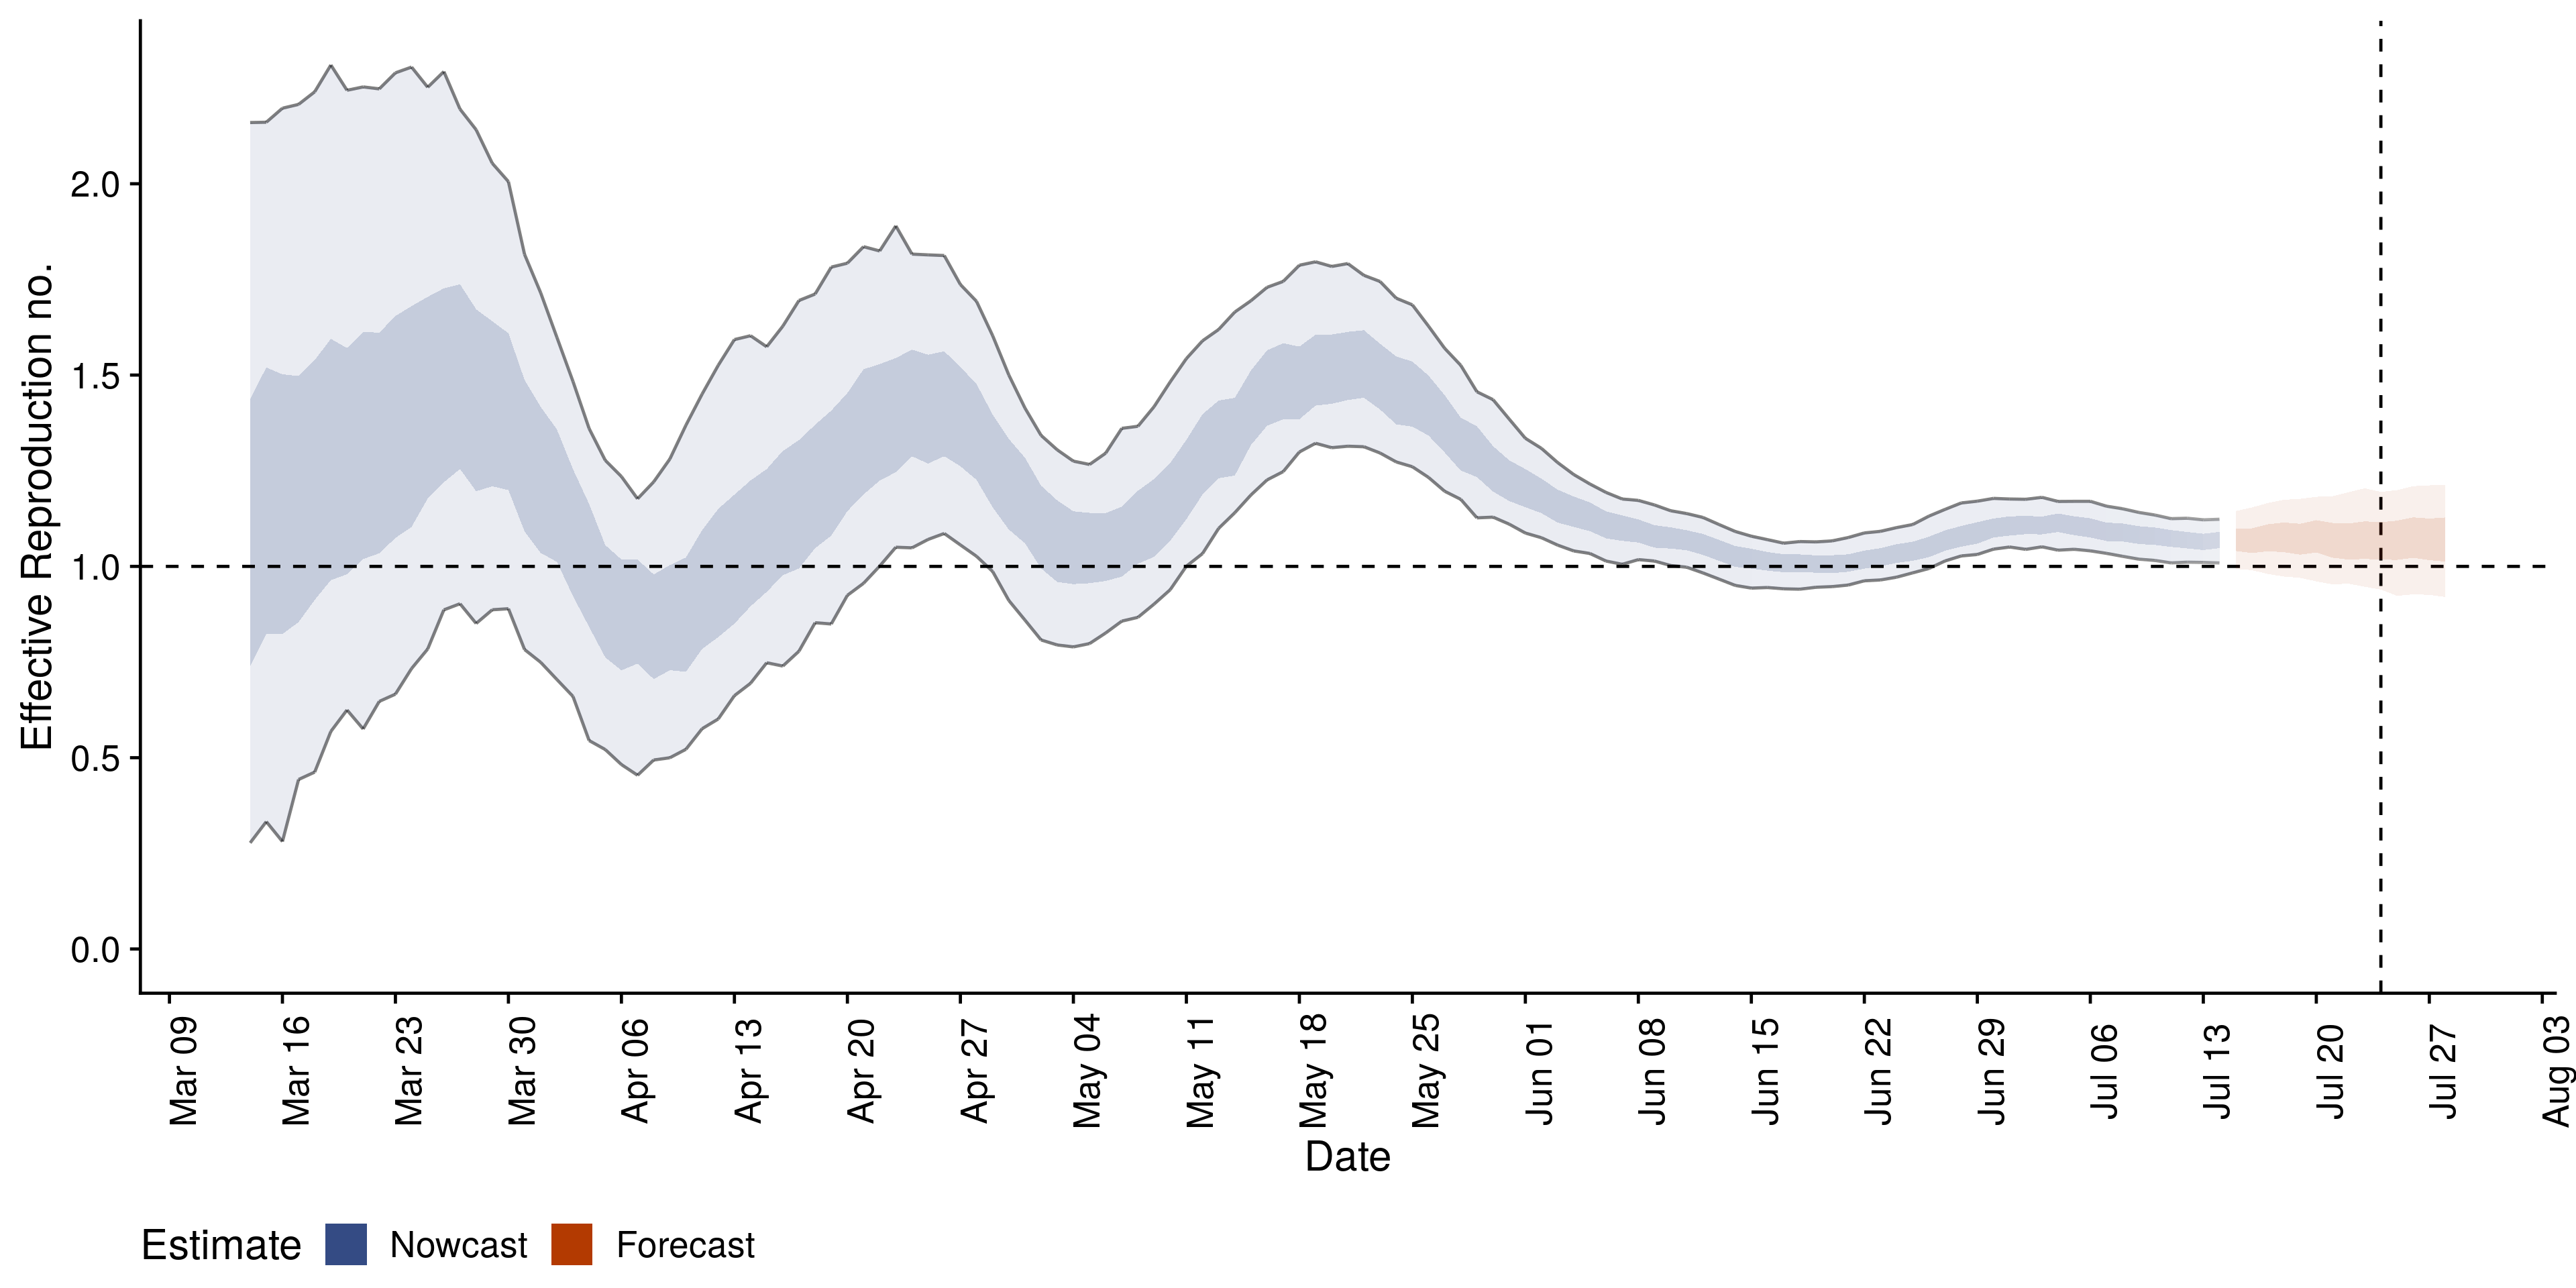 Effective Reproduction no.
2.0
1.5
1.0
0.5
0.0
Mar 09
Mar 16
Mar 23
Mar 30
Apr 06
Apr 13
Apr 20
Apr 27
May 04
May 11
May 18
May 25
Jun 01
Jun 08
Jun 15
Jun 22
Jun 29
Jul 06
Jul 13
Jul 20
Jul 27
Aug 03
Date
Estimate Nowcast Forecast